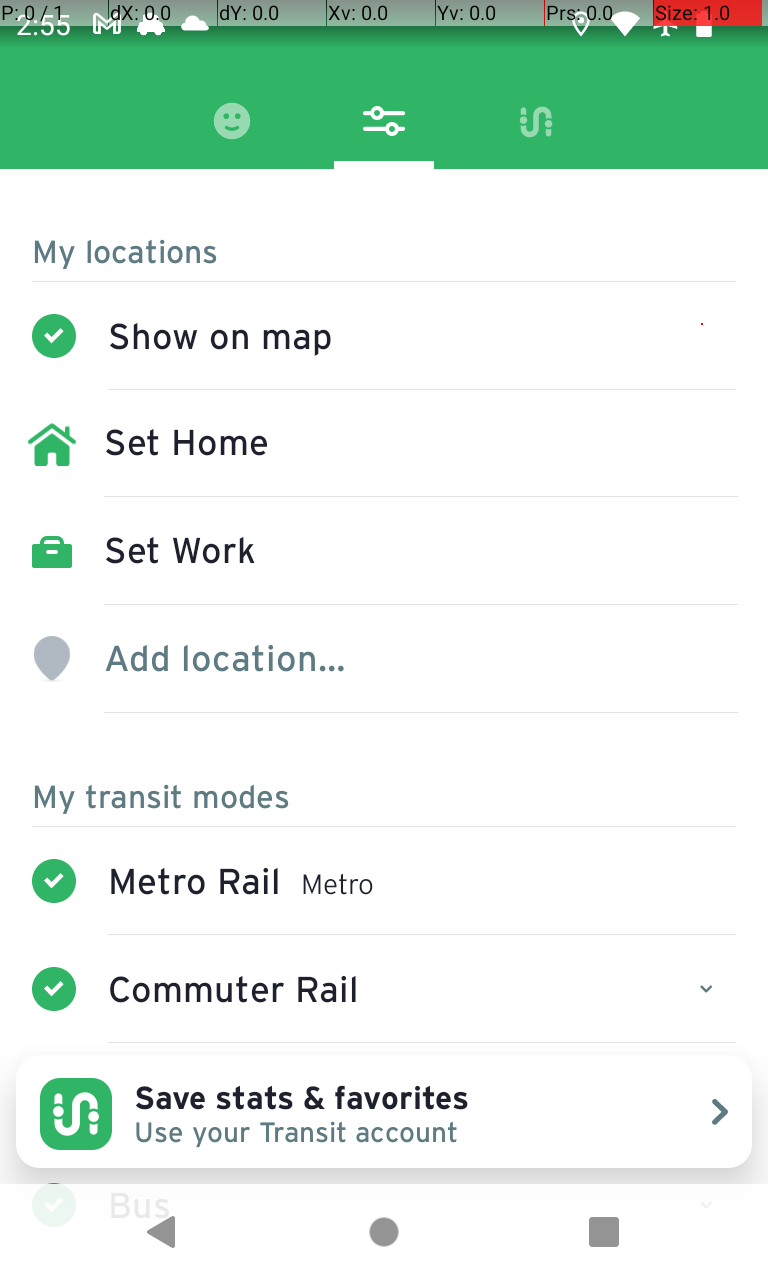 P: 0 / 1 dX: 0.0 dY: 0.0 Xv: 0.0 Yv: 0.0 Prs: 0.0 Size: 1.0
2:55
My locations
Show on map
Set Home
Set Work
Add location...
My transit modes
Metro Rail Metro
Commuter Rail
Save stats & favorites
Use your Transit account
Bus